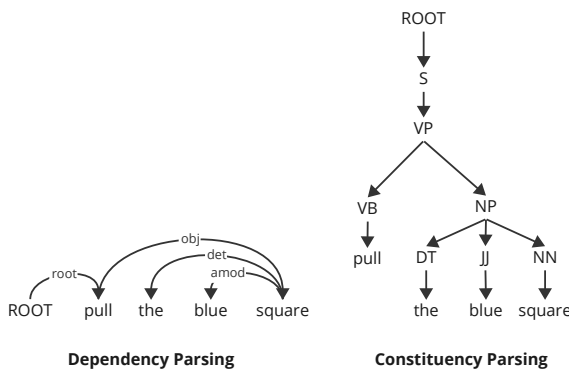 ROOT
S
VP
VB NP
pull DT JJ NN
the blue square
obj
det
root amod
ROOT pull the blue square
Dependency Parsing Constituency Parsing